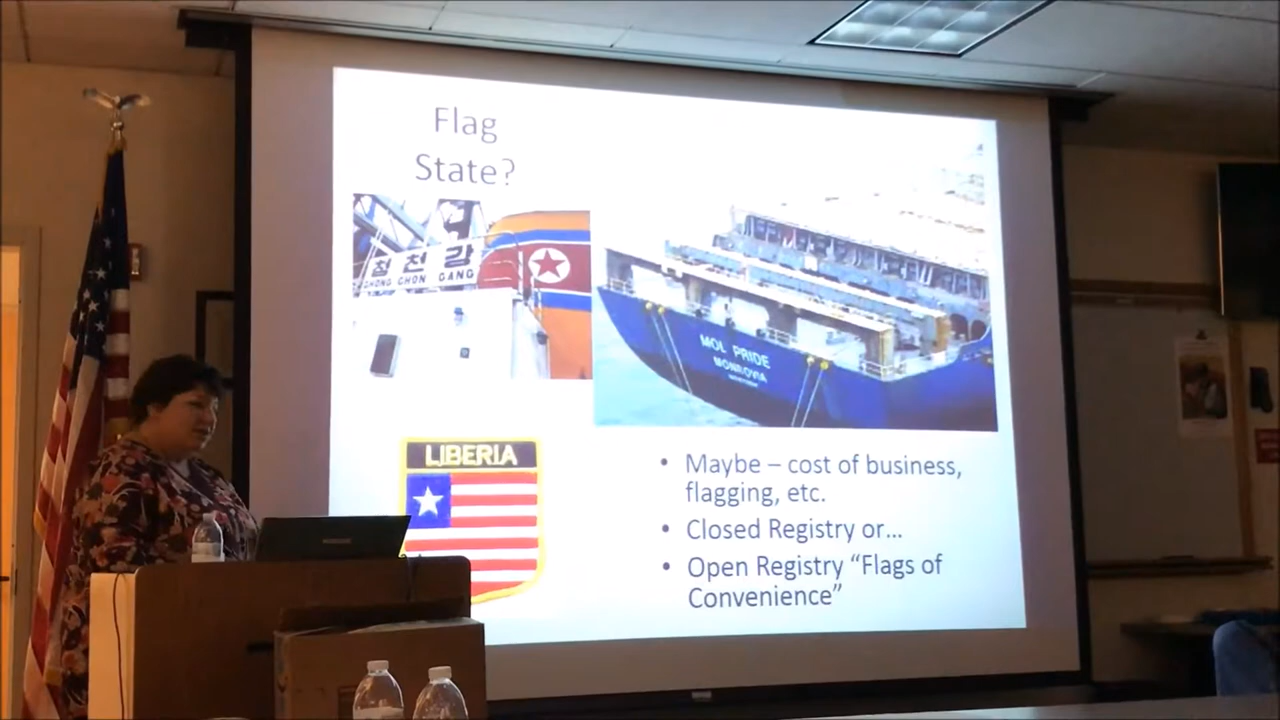 Flag
State?
청천강
CHONG CHON GANG
MOL PRIDE
MONROVIA
LIBERIA
• Maybe – cost of business,
flagging, etc.
• Closed Registry or…
• Open Registry “Flags of
Convenience”